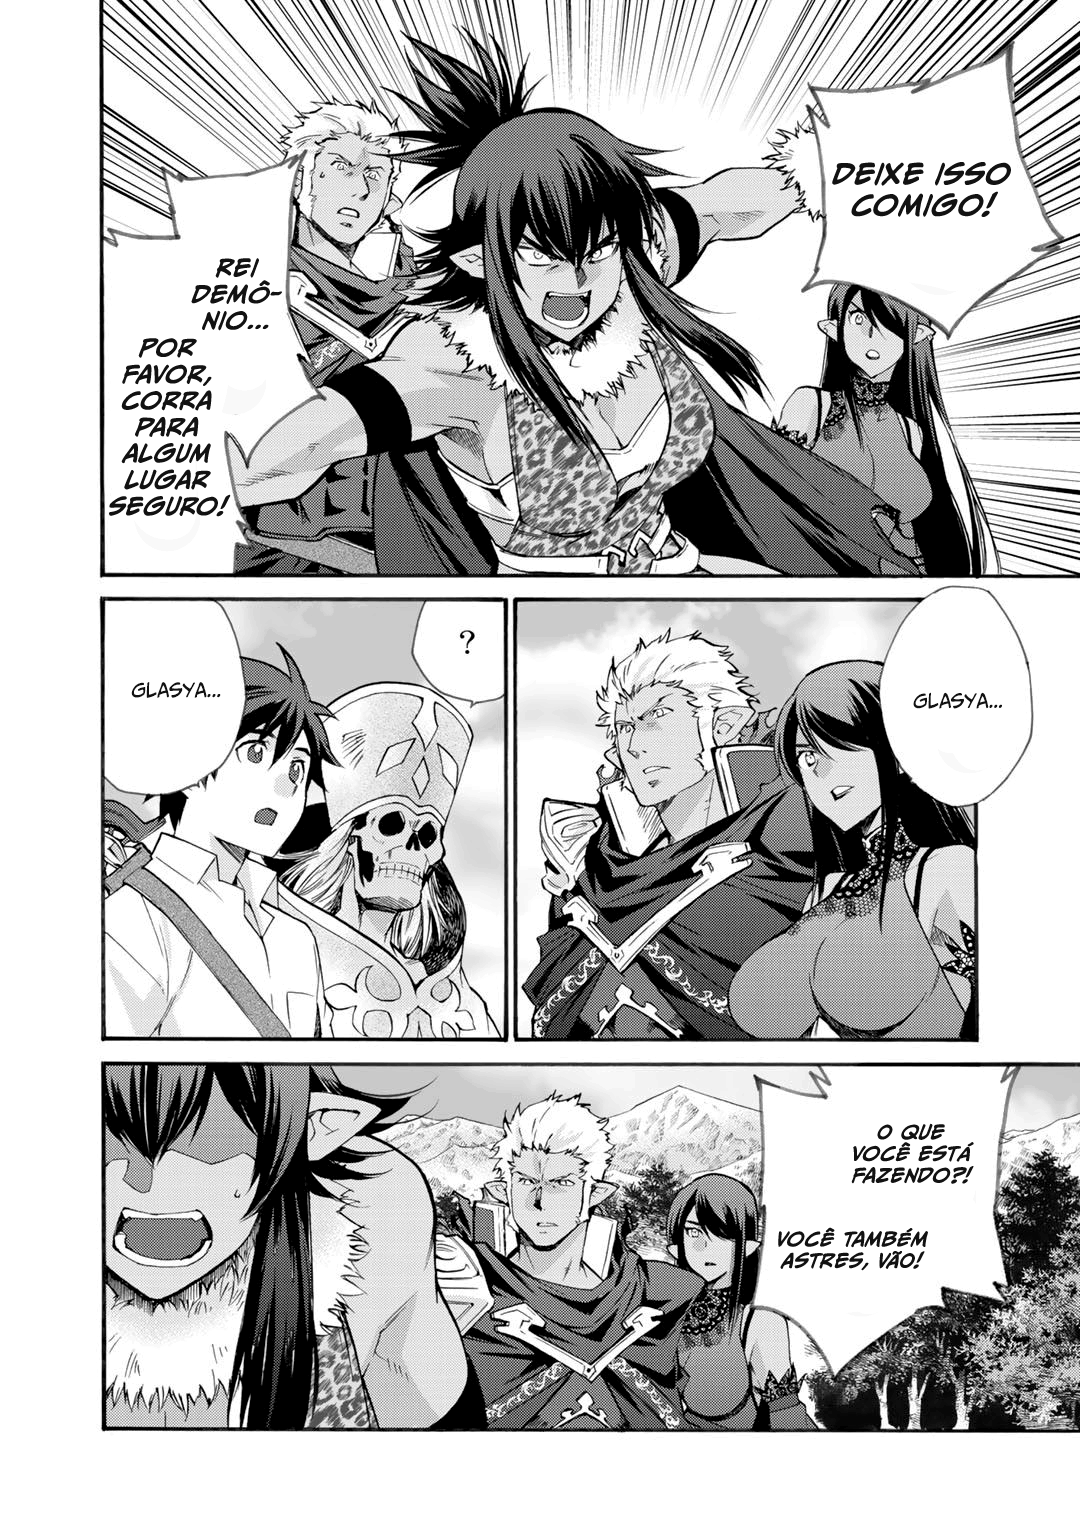 DEIXE ISSO
COMIGO!
REI
DEMÔ-
NIO...
POR
FAVOR,
CORRA
PARA
ALGUM
LUGAR
SEGURO!
GLASYA...
?
GLASYA...
O QUE
VOCÊ ESTÁ
FAZENDO?!
VOCÊ TAMBÉM
ASTRES, VÃO!